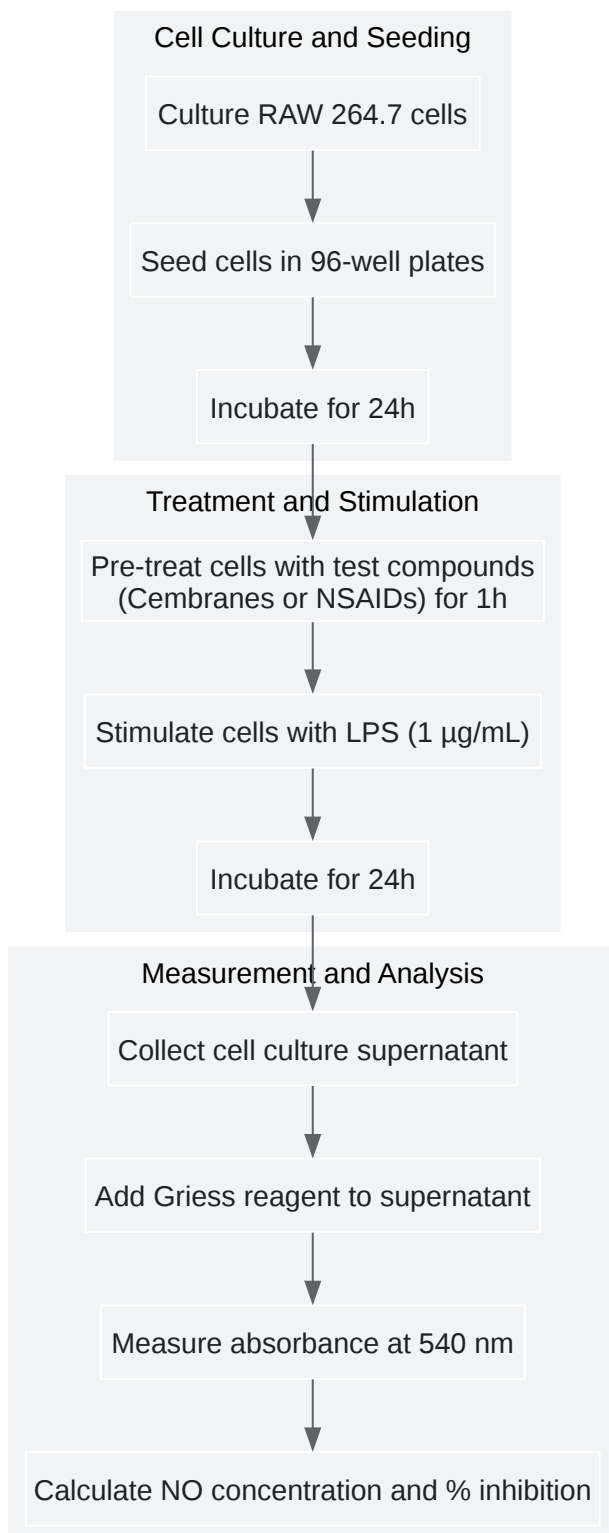 Cell Culture and Seeding
Culture RAW 264.7 cells
Seed cells in 96-well plates
Incubate for 24h
Treatment and Stimulation
Pre-treat cells with test compounds
(Cembranes or NSAIDs) for 1h
Stimulate cells with LPS (1 µg/mL)
Incubate for 24h
Measurement and Analysis
Collect cell culture supernatant
Add Griess reagent to supernatant
Measure absorbance at 540 nm
Calculate NO concentration and % inhibition